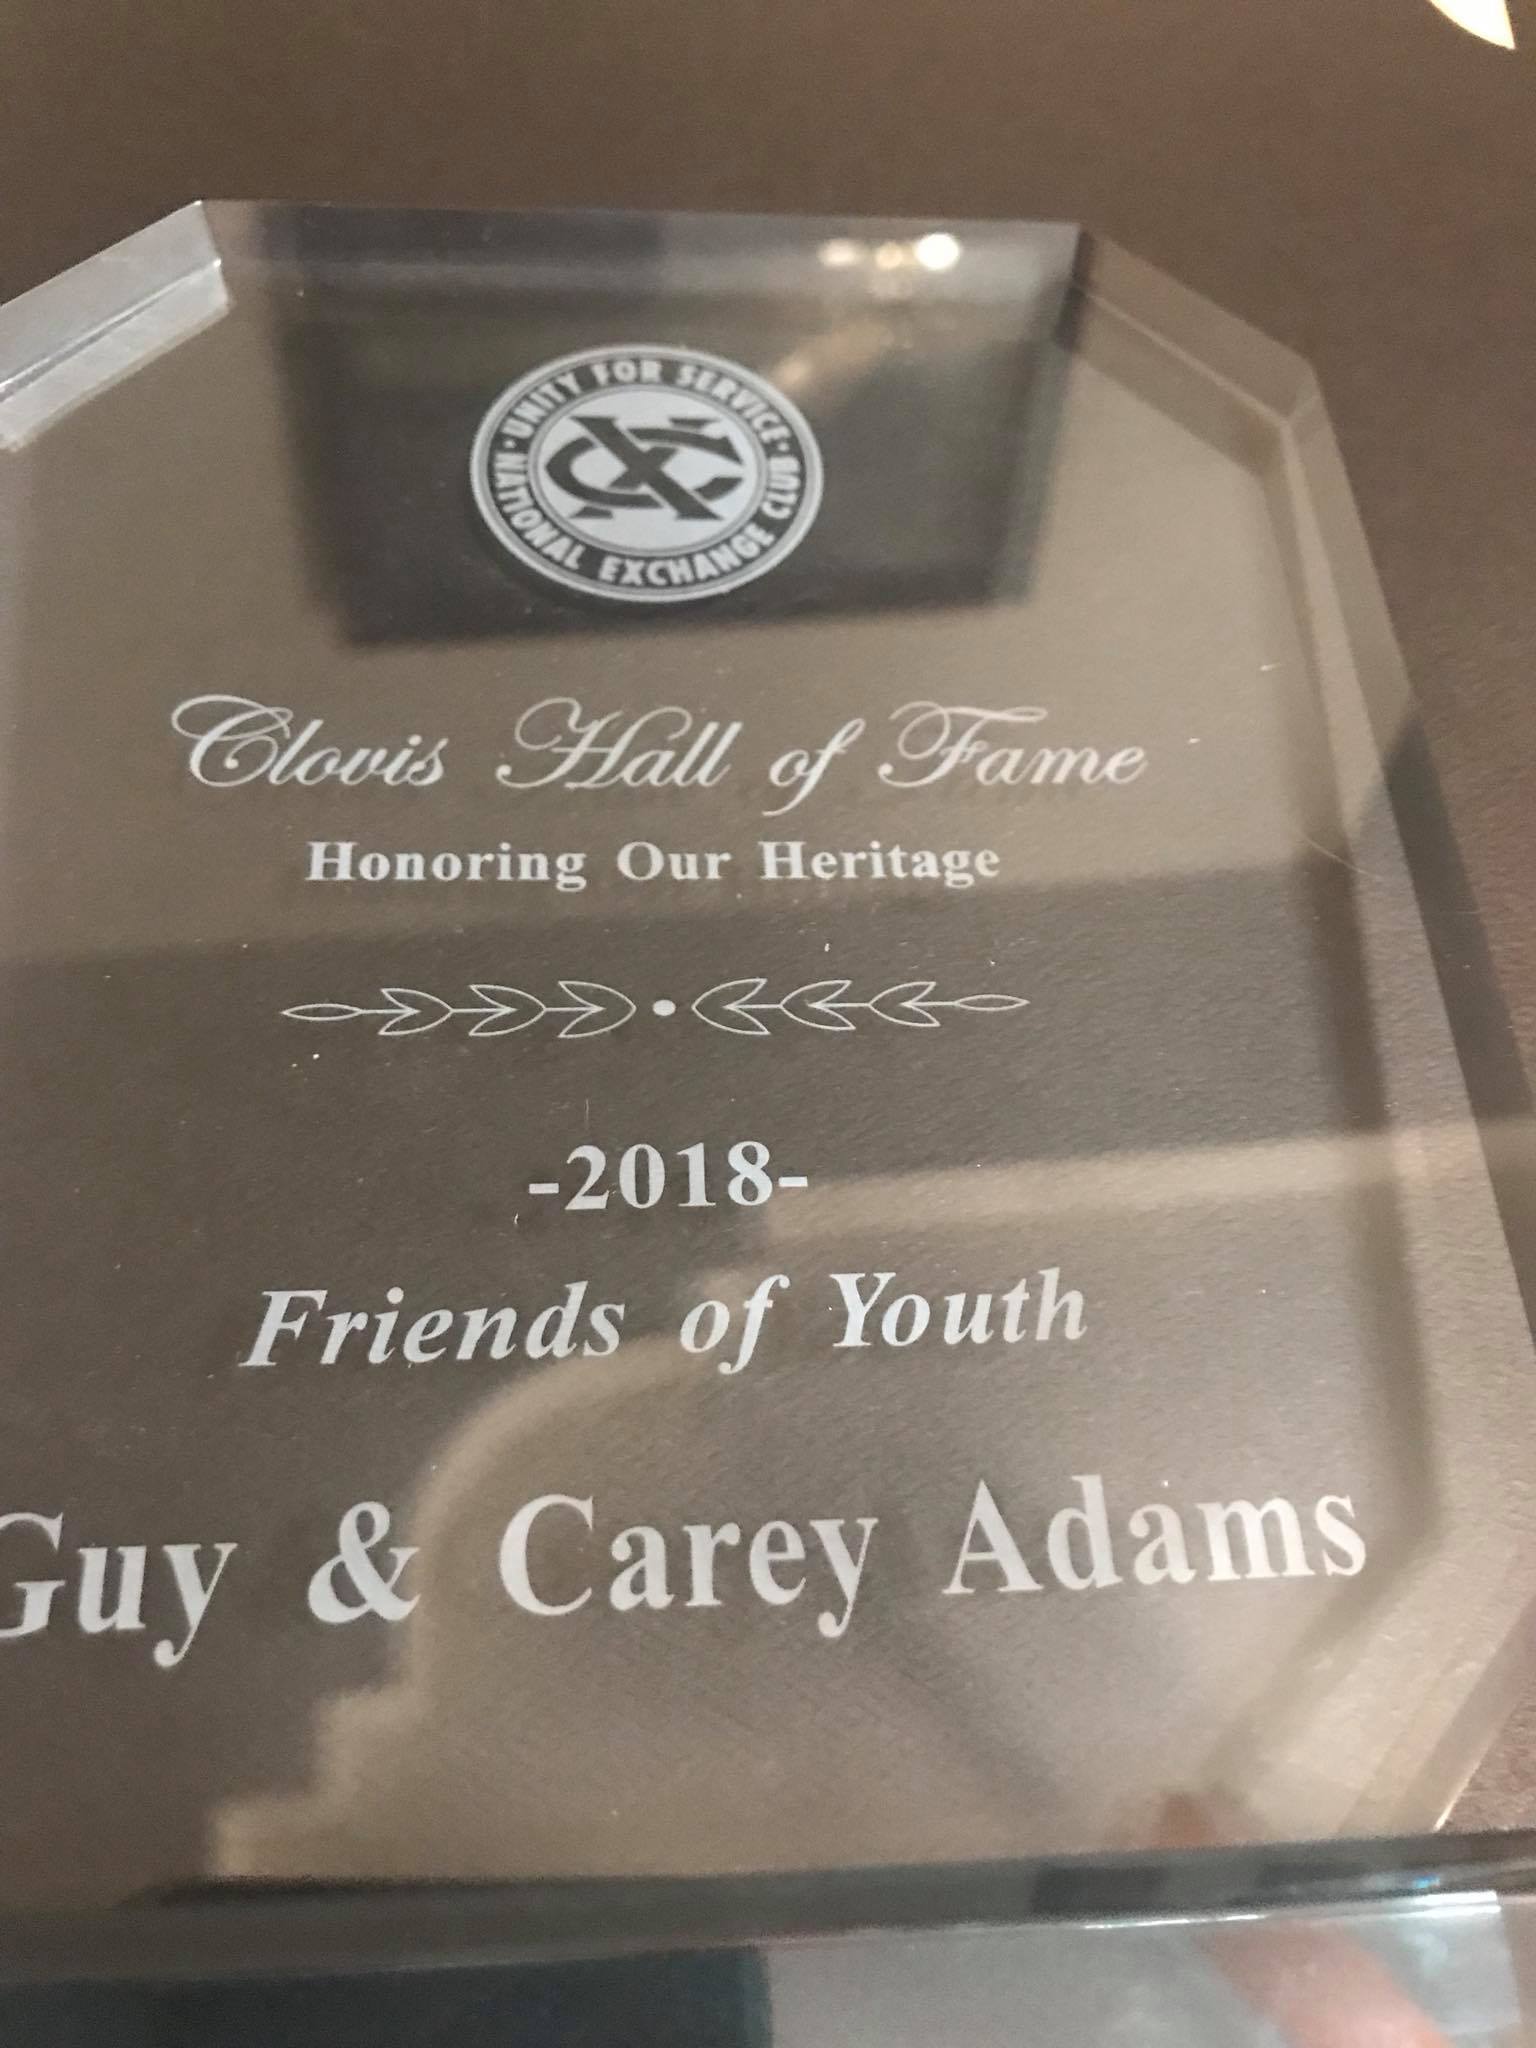 UNITY FOR SERVICE
XC
NATIONAL EXCHANGE CLUB
Clovis Hall of Fame
Honoring Our Heritage
-2018-
Friends of Youth
Guy & Carey Adams